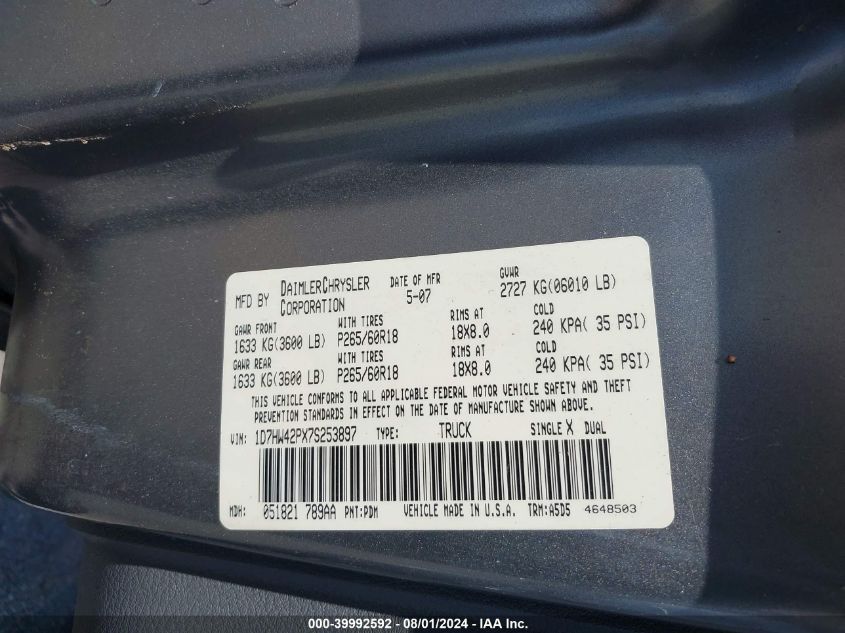 MFD BY DAIMLERCHRYSLER CORPORATION DATE OF MFR 5-07 GVWR 2727 KG(06010 LB)
GAWR FRONT WITH TIRES RIMS AT COLD
1633 KG(3600 LB) P265/60R18 18X8.0 240 KPA( 35 PSI)
GAWR REAR WITH TIRES RIMS AT COLD
1633 KG(3600 LB) P265/60R18 18X8.0 240 KPA( 35 PSI)
THIS VEHICLE CONFORMS TO ALL APPLICABLE FEDERAL MOTOR VEHICLE SAFETY AND THEFT
PREVENTION STANDARDS IN EFFECT ON THE DATE OF MANUFACTURE SHOWN ABOVE.
VIN: 1D7HW42PX7S253897 TYPE: TRUCK SINGLE X DUAL
MDH: 051821 789AA PNT:PDM VEHICLE MADE IN U.S.A. TRM:A5D5 4648503
000-39992592 - 08/01/2024 - IAA Inc.